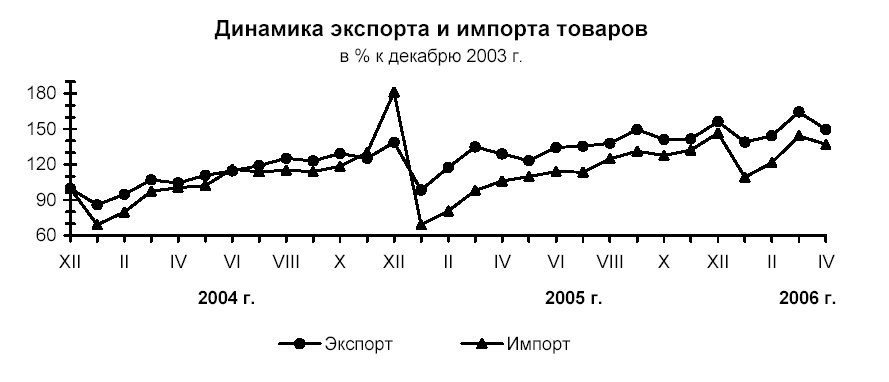 Динамика экспорта и импорта товаров
в % к декабрю 2003 г.
180
150
120
90
60
XII II IV VI VIII X XII II IV VI VIII X XII II IV
2004 г. 2005 г. 2006 г.
Экспорт Импорт